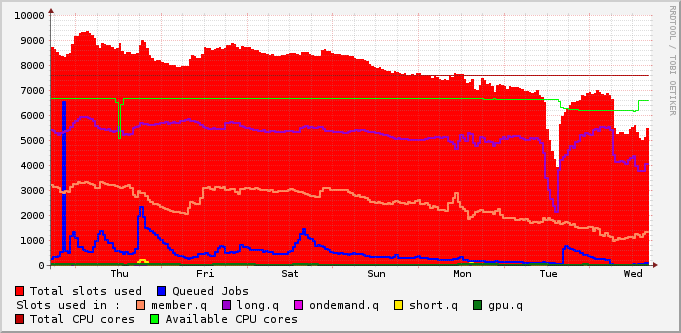 10000
9000
8000
7000
6000
5000
4000
3000
2000
1000
0
Thu Fri Sat Sun Mon Tue Wed
RRDTOOL / TOBI OETIKER
Total slots used Queued Jobs
Slots used in : member.q long.q ondemand.q short.q gpu.q
Total CPU cores Available CPU cores